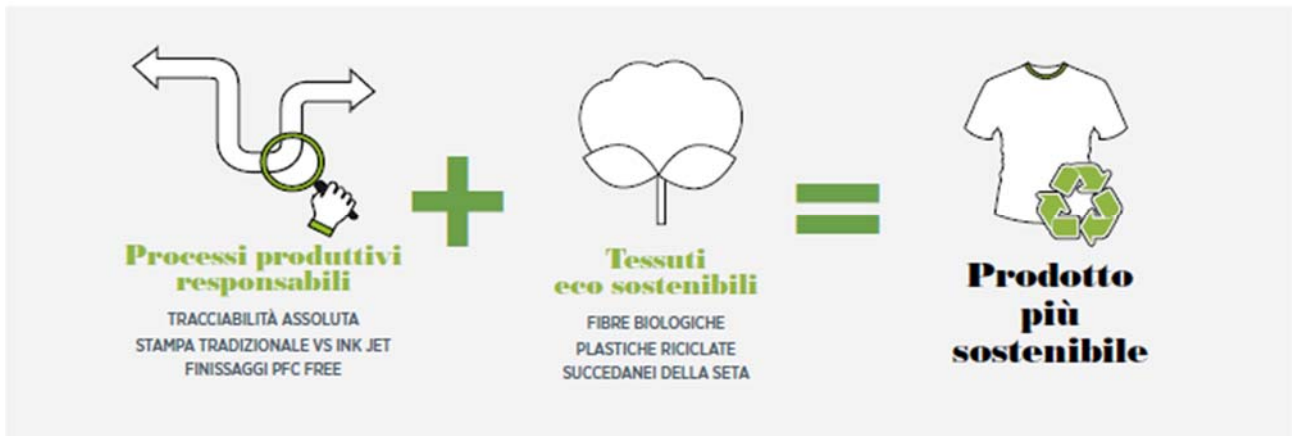 Processi produttivi
responsabili
TRACCIABILITÀ ASSOLUTA
STAMPA TRADIZIONALE VS INK JET
FINISSAGGI PFC FREE
Tessuti
eco sostenibili
FIBRE BIOLOGICHE
PLASTICHE RICICLATE
SUCCEDANEI DELLA SETA
Prodotto
più
sostenibile